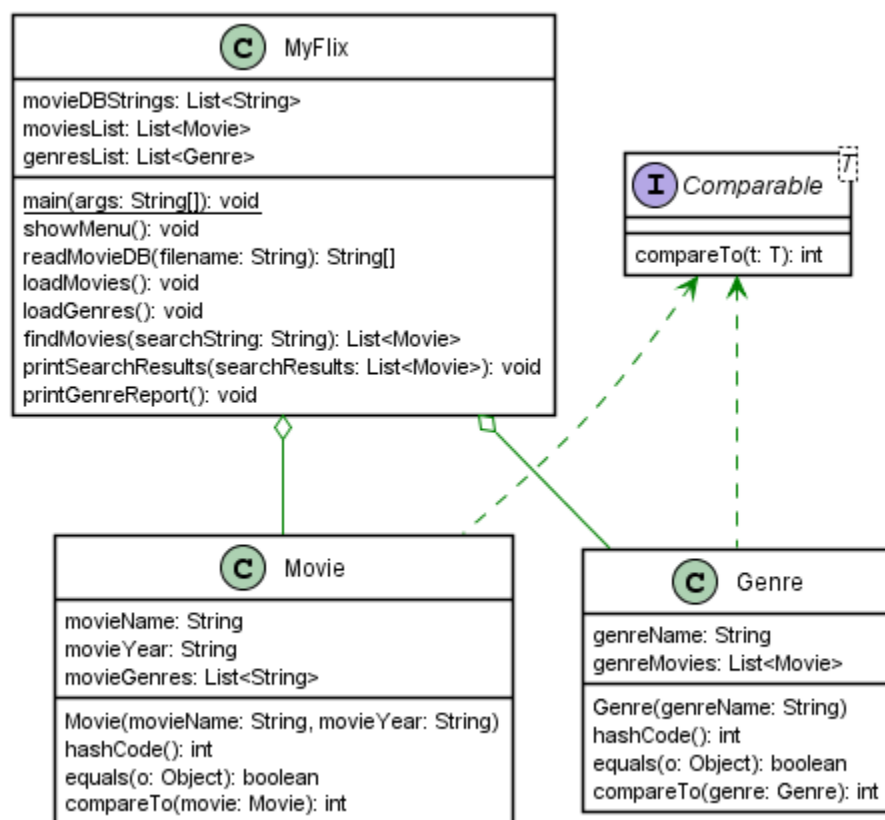 C MyFlix
movieDBStrings: List<String>
moviesList: List<Movie>
genresList: List<Genre>
main(args: String[]): void
showMenu(): void
readMovieDB(filename: String): String[]
loadMovies(): void
loadGenres(): void
findMovies(searchString: String): List<Movie>
printSearchResults(searchResults: List<Movie>): void
printGenreReport(): void
T
I Comparable
compareTo(t: T): int
C Movie
movieName: String
movieYear: String
movieGenres: List<String>
Movie(movieName: String, movieYear: String)
hashCode(): int
equals(o: Object): boolean
compareTo(movie: Movie): int
C Genre
genreName: String
genreMovies: List<Movie>
Genre(genreName: String)
hashCode(): int
equals(o: Object): boolean
compareTo(genre: Genre): int